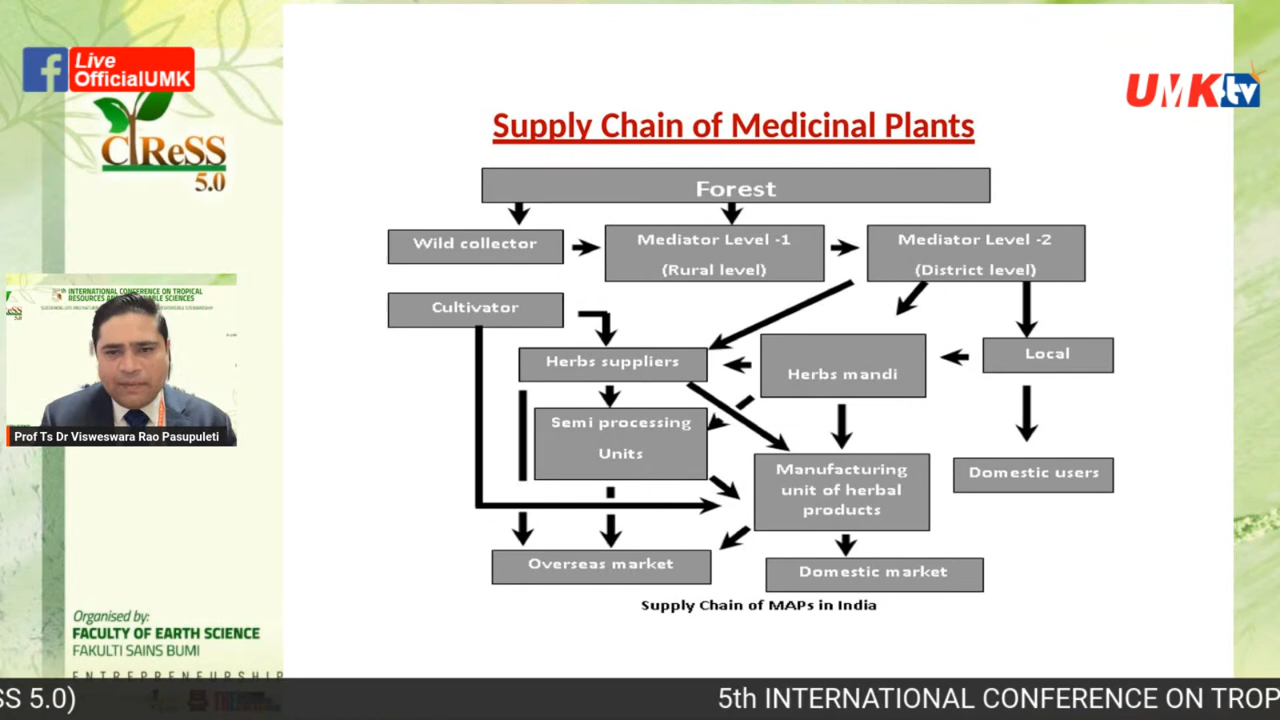 Live
OfficialUMK
UMK tv
CTReSS
5.0
Supply Chain of Medicinal Plants
Forest
Wild collector
Mediator Level -1
(Rural level)
Mediator Level -2
(District level)
Cultivator
Herbs suppliers
Herbs mandi
Local
Semi processing
Units
Manufacturing
unit of herbal
products
Domestic users
Overseas market
Domestic market
Supply Chain of MAPs in India
INTERNATIONAL CONFERENCE ON TROPICAL
Prof Ts Dr Visweswara Rao Pasupuleti
Organised by:
FACULTY OF EARTH SCIENCE
FAKULTI SAINS BUMI
ENTREPRENEURSHIP
SS 5.0)
5th INTERNATIONAL CONFERENCE ON TROP